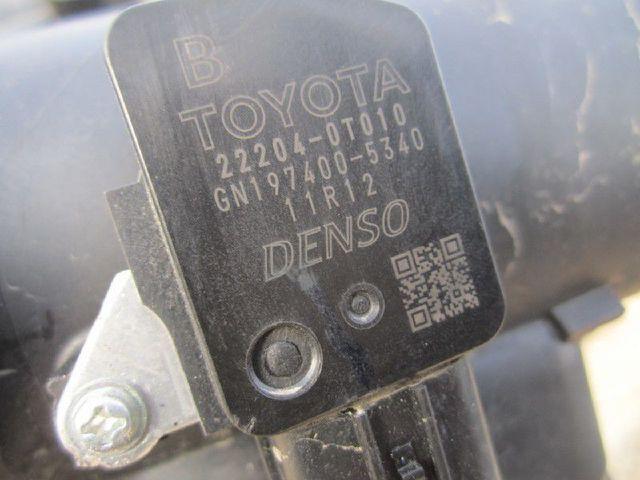 B
TOYOTA
22204-0T010
GN197400-5340
11R12
DENSO